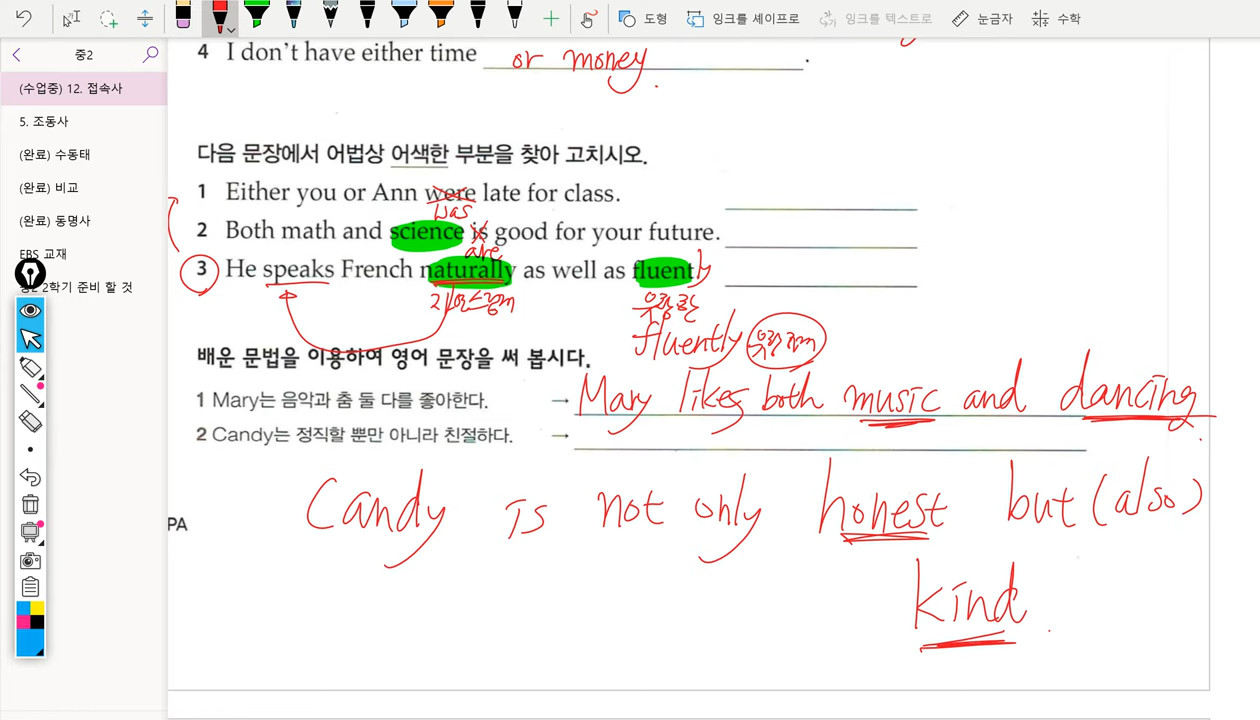 도형 잉크를 셰이프로 잉크를 텍스트로 눈금자 수학
중2
(수업중) 12. 접속사
5. 조동사
(완료) 수동태
(완료) 비교
(완료) 동명사
EBS 교재
중2 2학기 준비 할 것
4 I don't have either time or money.
다음 문장에서 어법상 어색한 부분을 찾아 고치시오.
1 Either you or Ann were late for class.
was
2 Both math and science is good for your future.
are
3 He speaks French naturally as well as fluently
자연스럽게 유창한
fluently 유창하게
배운 문법을 이용하여 영어 문장을 써 봅시다.
1 Mary는 음악과 춤 둘 다를 좋아한다. → Mary likes both music and dancing.
2 Candy는 정직할 뿐만 아니라 친절하다. →
Candy is not only honest but (also)
PA
kind.